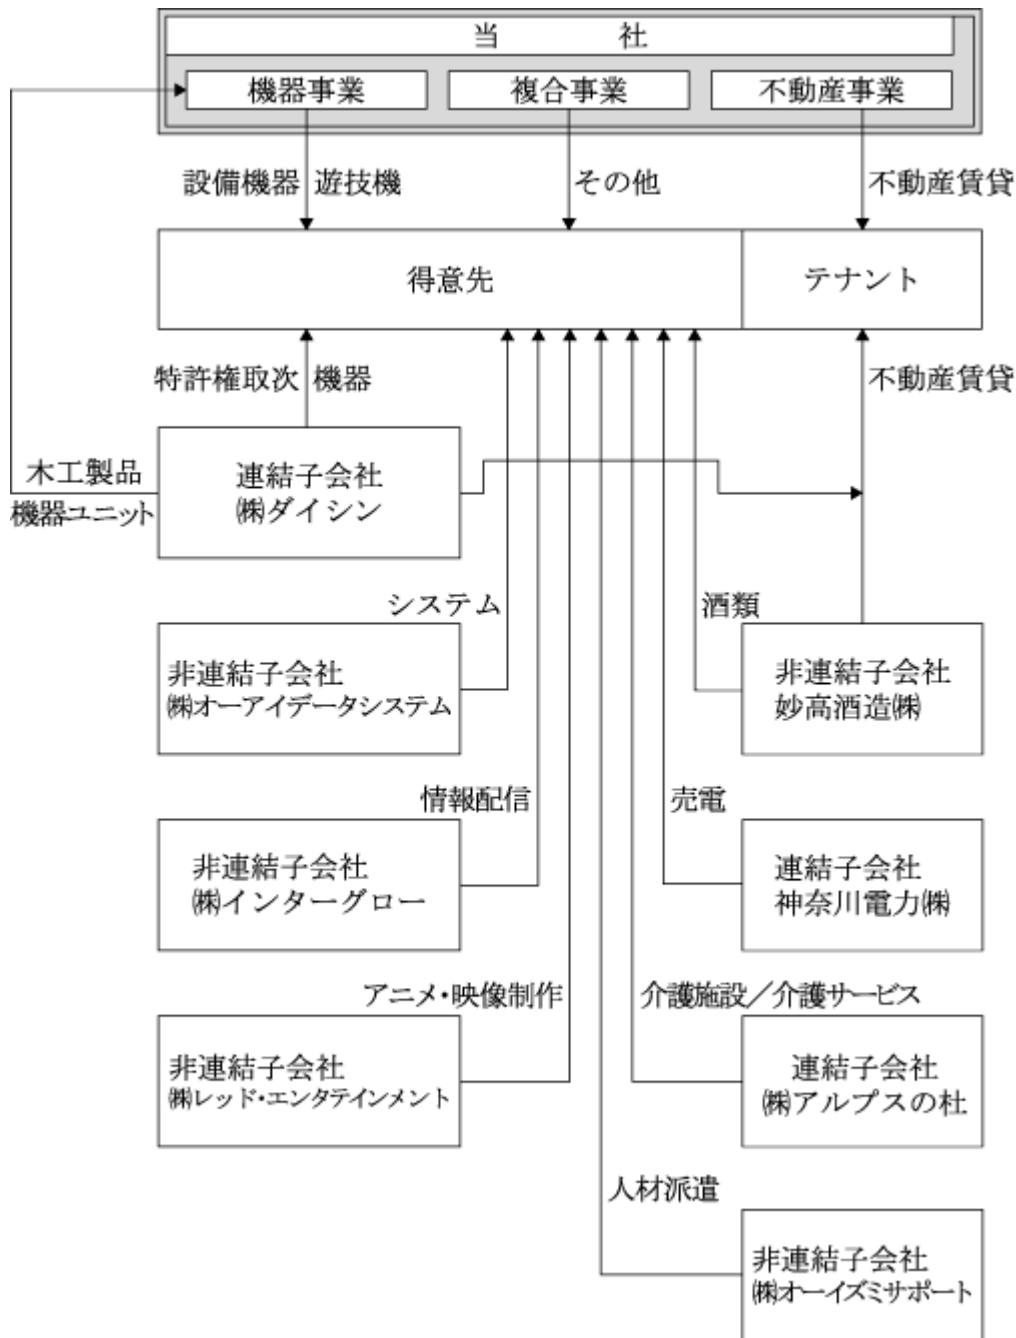 当　　　社
機器事業
複合事業
不動産事業
設備機器 遊技機
その他
不動産賃貸
得意先
テナント
特許権取次 機器
不動産賃貸
木工製品
機器ユニット
連結子会社
㈱ダイシン
システム
酒類
非連結子会社
㈱オーアイデータシステム
非連結子会社
妙高酒造㈱
情報配信
売電
非連結子会社
㈱インターグロー
連結子会社
神奈川電力㈱
アニメ・映像制作
介護施設／介護サービス
非連結子会社
㈱レッド・エンタテインメント
連結子会社
㈱アルプスの杜
人材派遣
非連結子会社
㈱オーイズミサポート